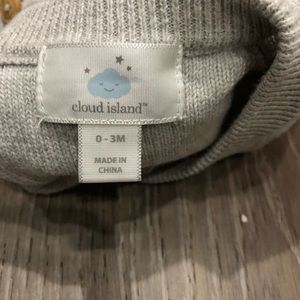 cloud island™
0 - 3M
MADE IN
CHINA